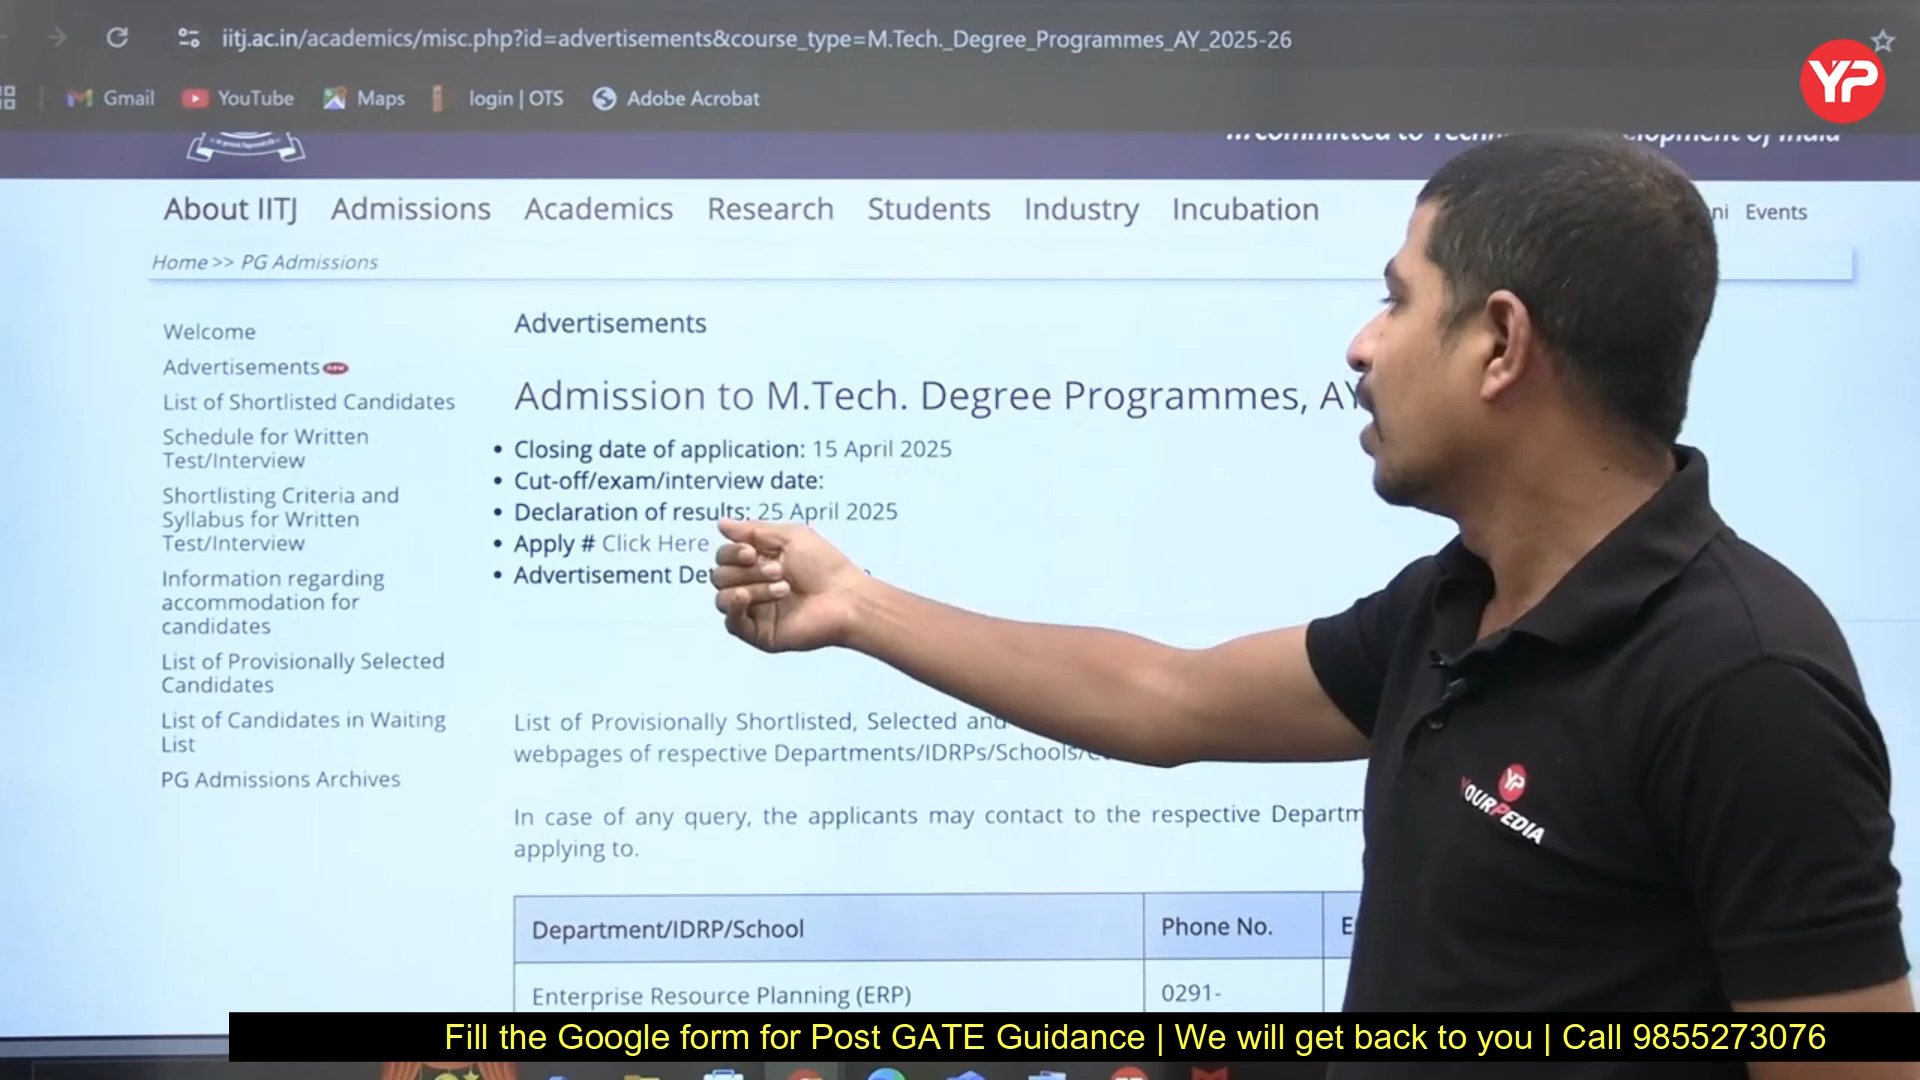 iitj.ac.in/academics/misc.php?id=advertisements&course_type=M.Tech._Degree_Programmes_AY_2025-26
YP
Gmail YouTube Maps login | OTS Adobe Acrobat
...committed to
of India
About IITJ Admissions Academics Research Students Industry Incubation
Events
Home >> PG Admissions
Welcome
Advertisements
List of Shortlisted Candidates
Schedule for Written
Test/Interview
Shortlisting Criteria and
Syllabus for Written
Test/Interview
Information regarding
accommodation for
candidates
List of Provisionally Selected
Candidates
List of Candidates in Waiting
List
PG Admissions Archives
Advertisements
Admission to M.Tech. Degree Programmes, AY
• Closing date of application: 15 April 2025
• Cut-off/exam/interview date:
• Declaration of results: 25 April 2025
• Apply # Click Here
• Advertisement
List of Provisionally Shortlisted, Selected and
webpages of respective Departments/IDRPs/Schools/
In case of any query, the applicants may contact to the respective
applying to.
Department/IDRP/School Phone No.
Enterprise Resource Planning (ERP) 0291-
YP
YOURPEDIA
Fill the Google form for Post GATE Guidance | We will get back to you | Call 9855273076